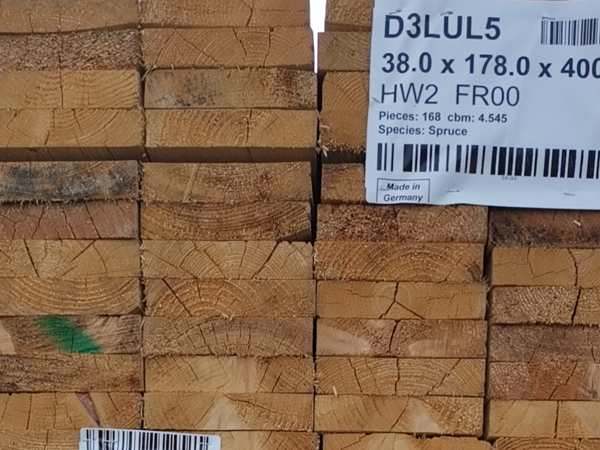 D3LUL5
38.0 x 178.0 x 400
HW2 FR00
Pieces: 168 cbm: 4.545
Species: Spruce
Made in
Germany